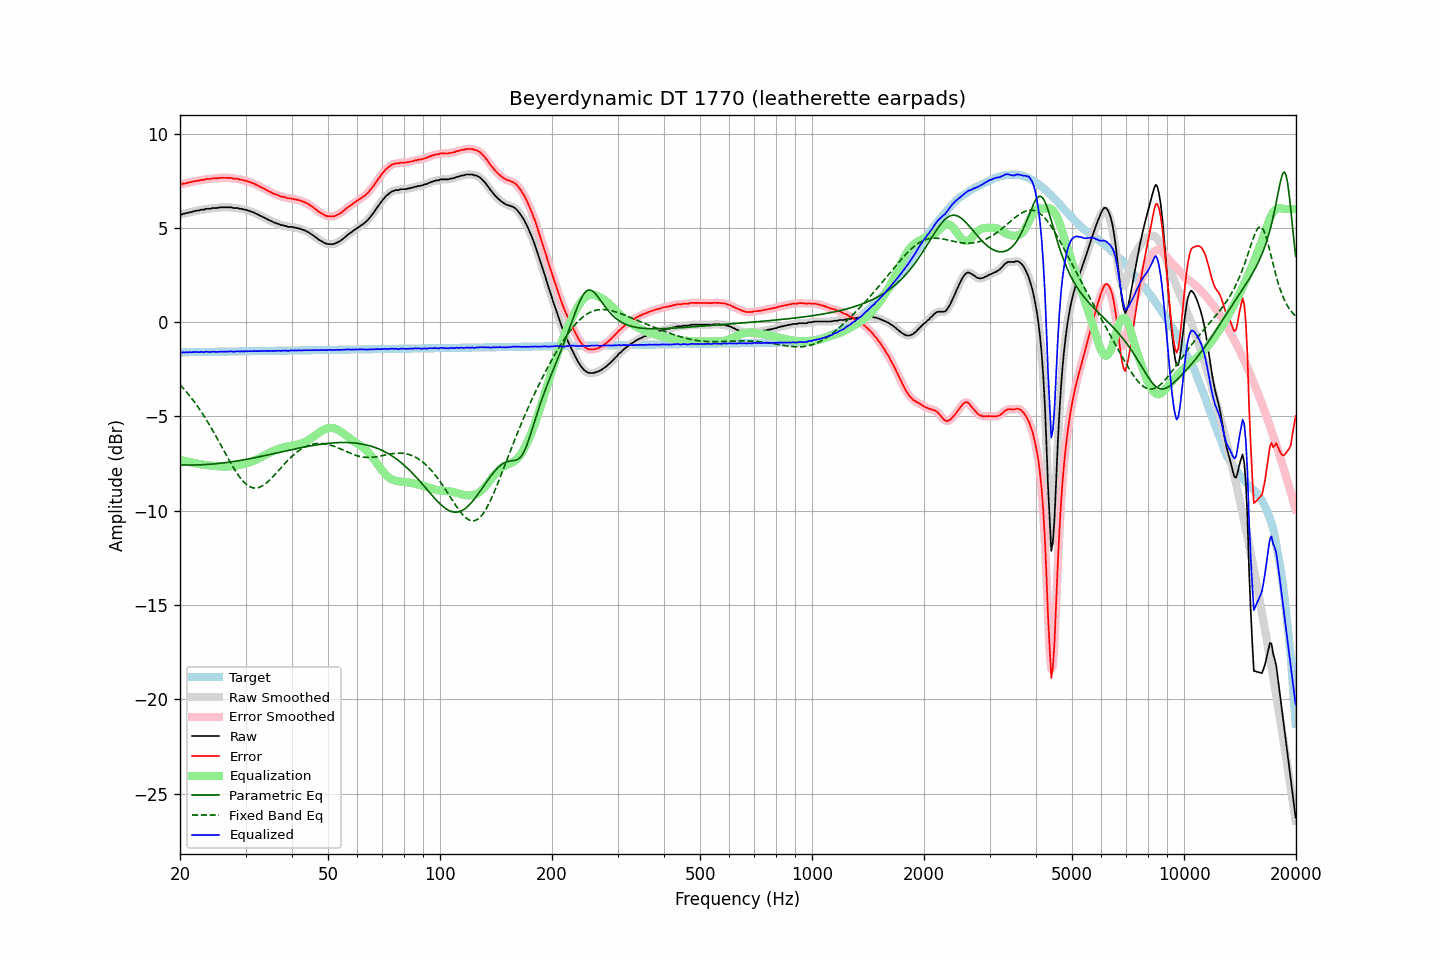 Beyerdynamic DT 1770 (leatherette earpads)
10
5
0
−5
−10
−15
−20
−25
Amplitude (dBr)
Target
Raw Smoothed
Error Smoothed
Raw
Error
Equalization
Parametric Eq
Fixed Band Eq
Equalized
20 50 100 200 500 1000 2000 5000 10000 20000
Frequency (Hz)